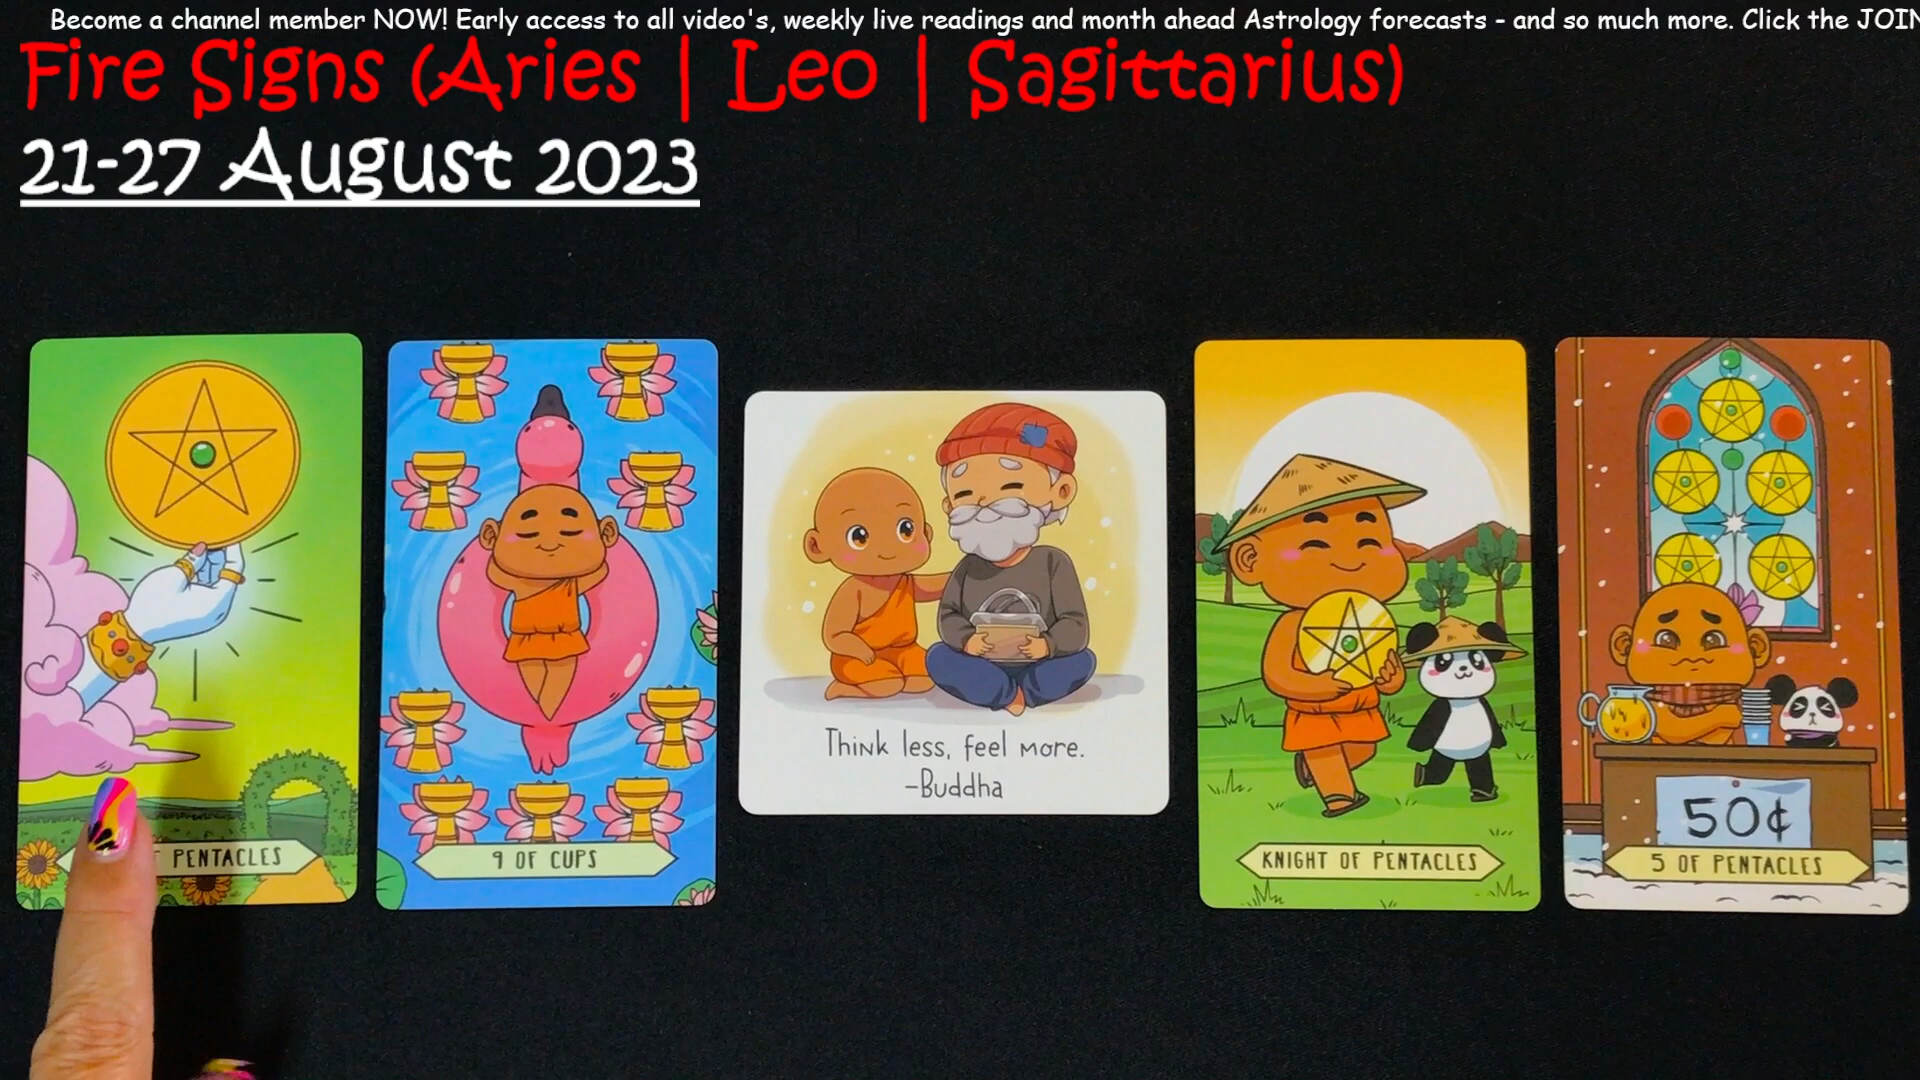 Become a channel member NOW! Early access to all video's, weekly live readings and month ahead Astrology forecasts - and so much more. Click the JOIN
Fire Signs (Aries | Leo | Sagittarius)
21-27 August 2023
PENTACLES
9 OF CUPS
Think less, feel more.
-Buddha
KNIGHT OF PENTACLES
50¢
5 OF PENTACLES